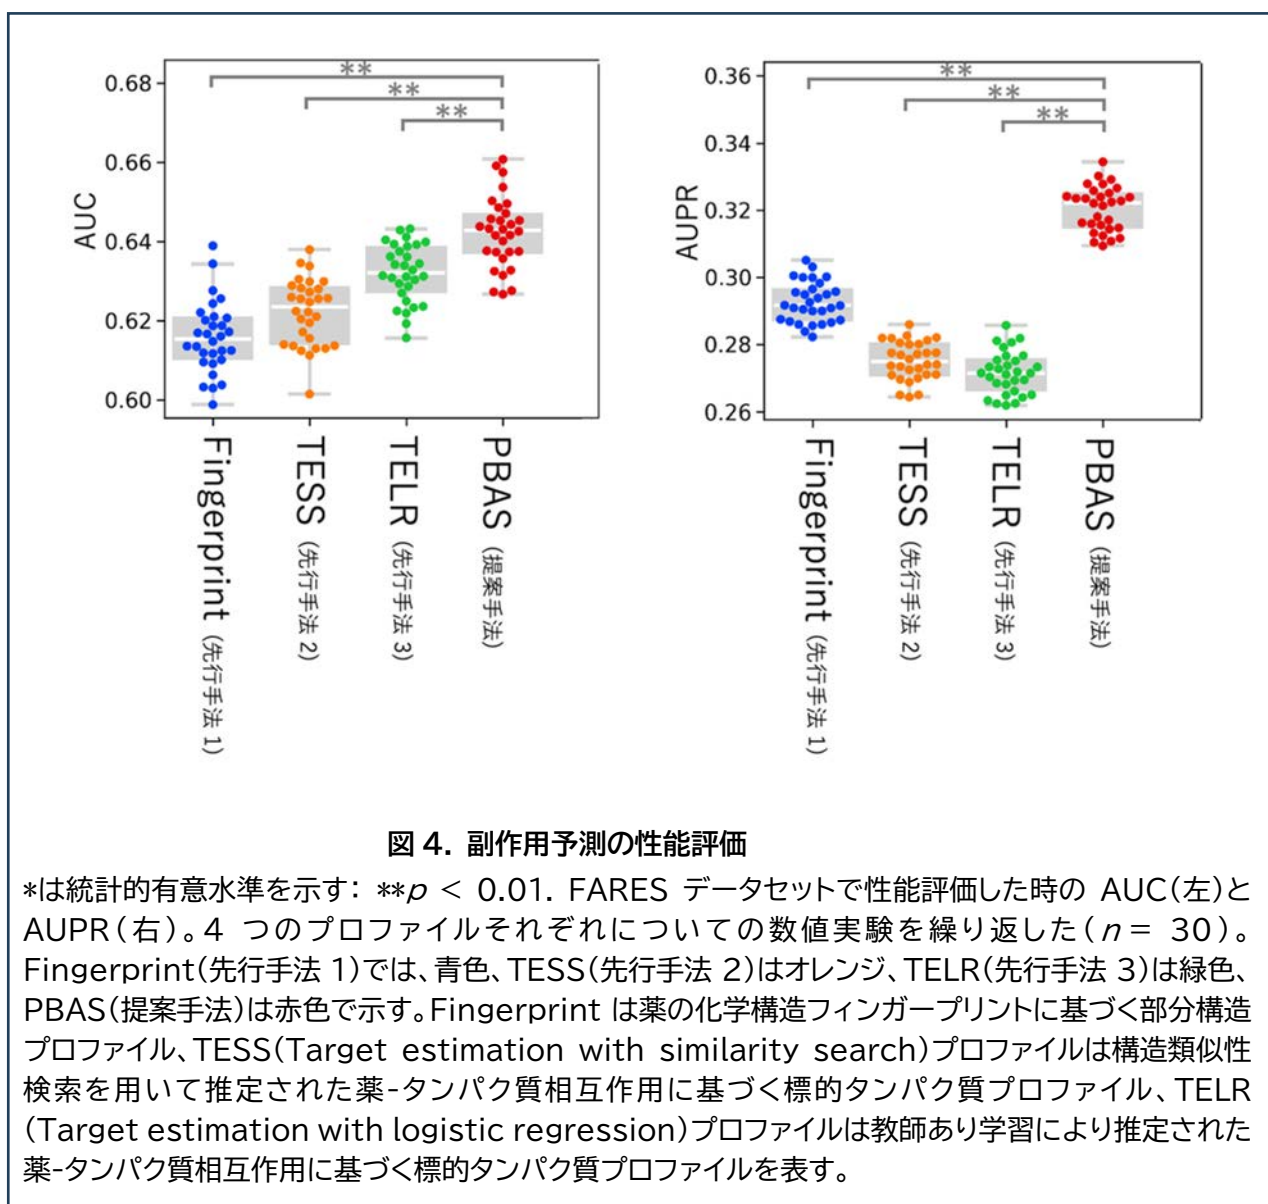 0.68
0.66
0.64
0.62
0.60
AUC
**
**
**
Fingerprint (先行手法 1)
TESS (先行手法 2)
TELR (先行手法 3)
PBAS (提案手法)
0.36
0.34
0.32
0.30
0.28
0.26
AUPR
**
**
**
Fingerprint (先行手法 1)
TESS (先行手法 2)
TELR (先行手法 3)
PBAS (提案手法)
図 4. 副作用予測の性能評価
*は統計的有意水準を示す: **p < 0.01. FARES データセットで性能評価した時の AUC(左)と
AUPR(右)。4 つのプロファイルそれぞれについての数値実験を繰り返した(n = 30)。
Fingerprint(先行手法 1)では、青色、TESS(先行手法 2)はオレンジ、TELR(先行手法 3)は緑色、
PBAS(提案手法)は赤色で示す。Fingerprint は薬の化学構造フィンガープリントに基づく部分構造
プロファイル、TESS(Target estimation with similarity search)プロファイルは構造類似性
検索を用いて推定された薬-タンパク質相互作用に基づく標的タンパク質プロファイル、TELR
(Target estimation with logistic regression)プロファイルは教師あり学習により推定された
薬-タンパク質相互作用に基づく標的タンパク質プロファイルを表す。